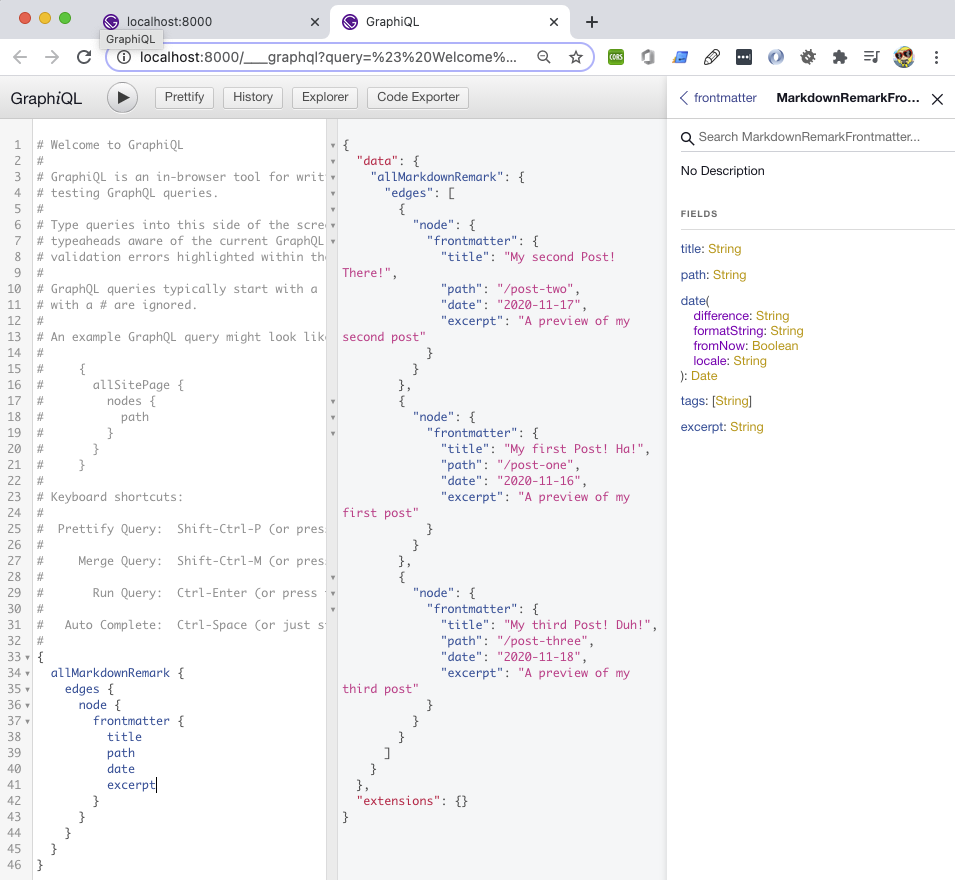 localhost:8000
GraphiQL
GraphiQL
localhost:8000/___graphql?query=%23%20Welcome%...
CORS
GraphiQL
Prettify
History
Explorer
Code Exporter
1 # Welcome to GraphiQL
2 #
3 # GraphiQL is an in-browser tool for writ
4 # testing GraphQL queries.
5 #
6 # Type queries into this side of the scre
7 # typeaheads aware of the current GraphQL
8 # validation errors highlighted within the
9 #
10 # GraphQL queries typically start with a
11 # with a # are ignored.
12 #
13 # An example GraphQL query might look like
14 #
15 #     {
16 #       allSitePage {
17 #         nodes {
18 #           path
19 #         }
20 #       }
21 #     }
22 #
23 # Keyboard shortcuts:
24 #
25 #  Prettify Query:  Shift-Ctrl-P (or press
26 #
27 #     Merge Query:  Shift-Ctrl-M (or press
28 #
29 #       Run Query:  Ctrl-Enter (or press
30 #
31 #   Auto Complete:  Ctrl-Space (or just s
32 #
33 {
34   allMarkdownRemark {
35     edges {
36       node {
37         frontmatter {
38           title
39           path
40           date
41           excerpt
42         }
43       }
44     }
45   }
46 }
{
  "data": {
    "allMarkdownRemark": {
      "edges": [
        {
          "node": {
            "frontmatter": {
              "title": "My second Post!
There!",
              "path": "/post-two",
              "date": "2020-11-17",
              "excerpt": "A preview of my
second post"
            }
          }
        },
        {
          "node": {
            "frontmatter": {
              "title": "My first Post! Ha!",
              "path": "/post-one",
              "date": "2020-11-16",
              "excerpt": "A preview of my
first post"
            }
          }
        },
        {
          "node": {
            "frontmatter": {
              "title": "My third Post! Duh!",
              "path": "/post-three",
              "date": "2020-11-18",
              "excerpt": "A preview of my
third post"
            }
          }
        }
      ]
    }
  },
  "extensions": {}
}
frontmatter
MarkdownRemarkFro...
Search MarkdownRemarkFrontmatter...
No Description
FIELDS
title: String
path: String
date(
difference: String
formatString: String
fromNow: Boolean
locale: String
): Date
tags: [String]
excerpt: String